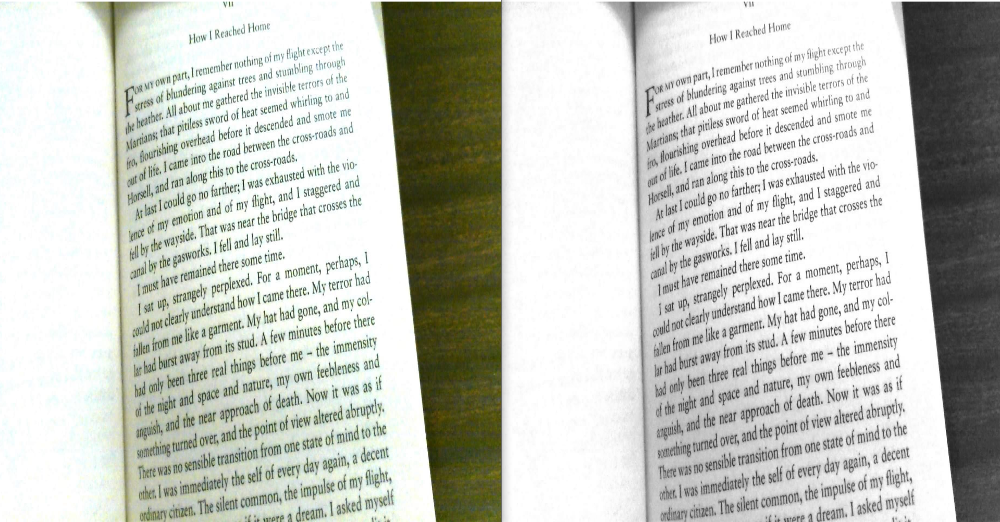 VII
How I Reached Home
FOR MY own part, I remember nothing of my flight except the
stress of blundering against trees and stumbling through
the heather. All about me gathered the invisible terrors of the
Martians; that pitiless sword of heat seemed whirling to and
fro, flourishing overhead before it descended and smote me
out of life. I came into the road between the cross-roads and
Horsell, and ran along this to the cross-roads.
At last I could go no farther; I was exhausted with the vio-
lence of my emotion and of my flight, and I staggered and
fell by the wayside. That was near the bridge that crosses the
canal by the gasworks. I fell and lay still.
I must have remained there some time.
I sat up, strangely perplexed. For a moment, perhaps, I
could not clearly understand how I came there. My terror had
fallen from me like a garment. My hat had gone, and my col-
lar had burst away from its stud. A few minutes before there
had only been three real things before me – the immensity
of the night and space and nature, my own feebleness and
anguish, and the near approach of death. Now it was as if
something turned over, and the point of view altered abruptly.
There was no sensible transition from one state of mind to the
other. I was immediately the self of every day again, a decent
ordinary citizen. The silent common, the impulse of my flight,
if it were a dream. I asked myself
VII
How I Reached Home
FOR MY own part, I remember nothing of my flight except the
stress of blundering against trees and stumbling through
the heather. All about me gathered the invisible terrors of the
Martians; that pitiless sword of heat seemed whirling to and
fro, flourishing overhead before it descended and smote me
out of life. I came into the road between the cross-roads and
Horsell, and ran along this to the cross-roads.
At last I could go no farther; I was exhausted with the vio-
lence of my emotion and of my flight, and I staggered and
fell by the wayside. That was near the bridge that crosses the
canal by the gasworks. I fell and lay still.
I must have remained there some time.
I sat up, strangely perplexed. For a moment, perhaps, I
could not clearly understand how I came there. My terror had
fallen from me like a garment. My hat had gone, and my col-
lar had burst away from its stud. A few minutes before there
had only been three real things before me – the immensity
of the night and space and nature, my own feebleness and
anguish, and the near approach of death. Now it was as if
something turned over, and the point of view altered abruptly.
There was no sensible transition from one state of mind to the
other. I was immediately the self of every day again, a decent
ordinary citizen. The silent common, the impulse of my flight,
if it were a dream. I asked myself